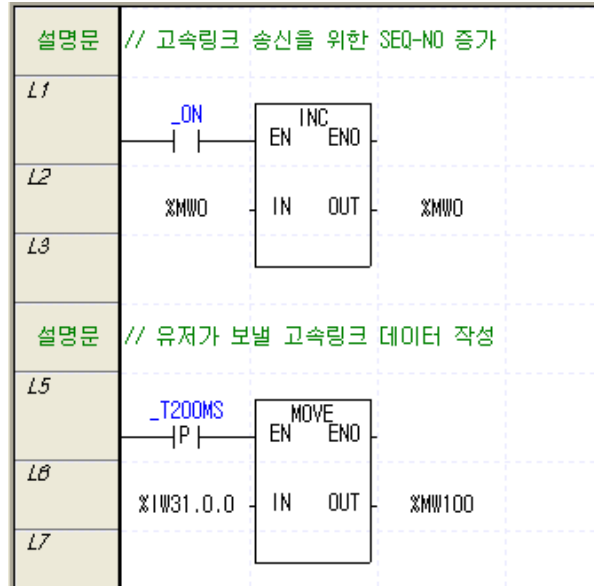 설명문 // 고속링크 송신을 위한 SEQ-NO 증가
L1
_ON
INC
EN ENO
L2
%MW0 IN OUT %MW0
L3
설명문 // 유저가 보낼 고속링크 데이터 작성
L5
_T200MS
MOVE
P EN ENO
L6
%IW31.0.0 IN OUT %MW100
L7